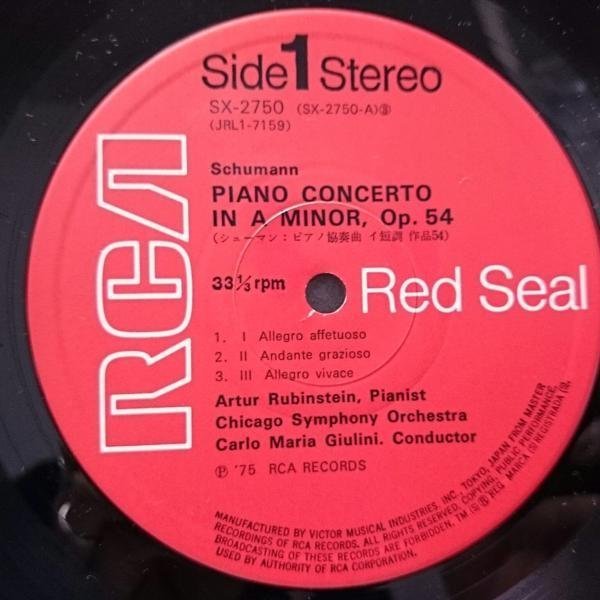 Side 1 Stereo
SX-2750 (SX-2750-A)Ⓢ
(JRL1-7159)
RCA
Schumann
PIANO CONCERTO
IN A MINOR, Op. 54
(シューマン：ピアノ協奏曲 イ短調 作品54)
33⅓ rpm
Red Seal
1. I Allegro affetuoso
2. II Andante grazioso
3. III Allegro vivace
Artur Rubinstein, Pianist
Chicago Symphony Orchestra
Carlo Maria Giulini. Conductor
Ⓟ '75 RCA RECORDS
MANUFACTURED BY VICTOR MUSICAL INDUSTRIES, INC., TOKYO, JAPAN FROM MASTER
RECORDINGS OF RCA RECORDS. ALL RIGHTS RESERVED, COPYING, PUBLIC PERFORMANCE,
BROADCASTING OF THESE RECORDS ARE FORBIDDEN. TM ® REG. MARCA REGISTRADA
USED BY AUTHORITY OF RCA CORPORATION.